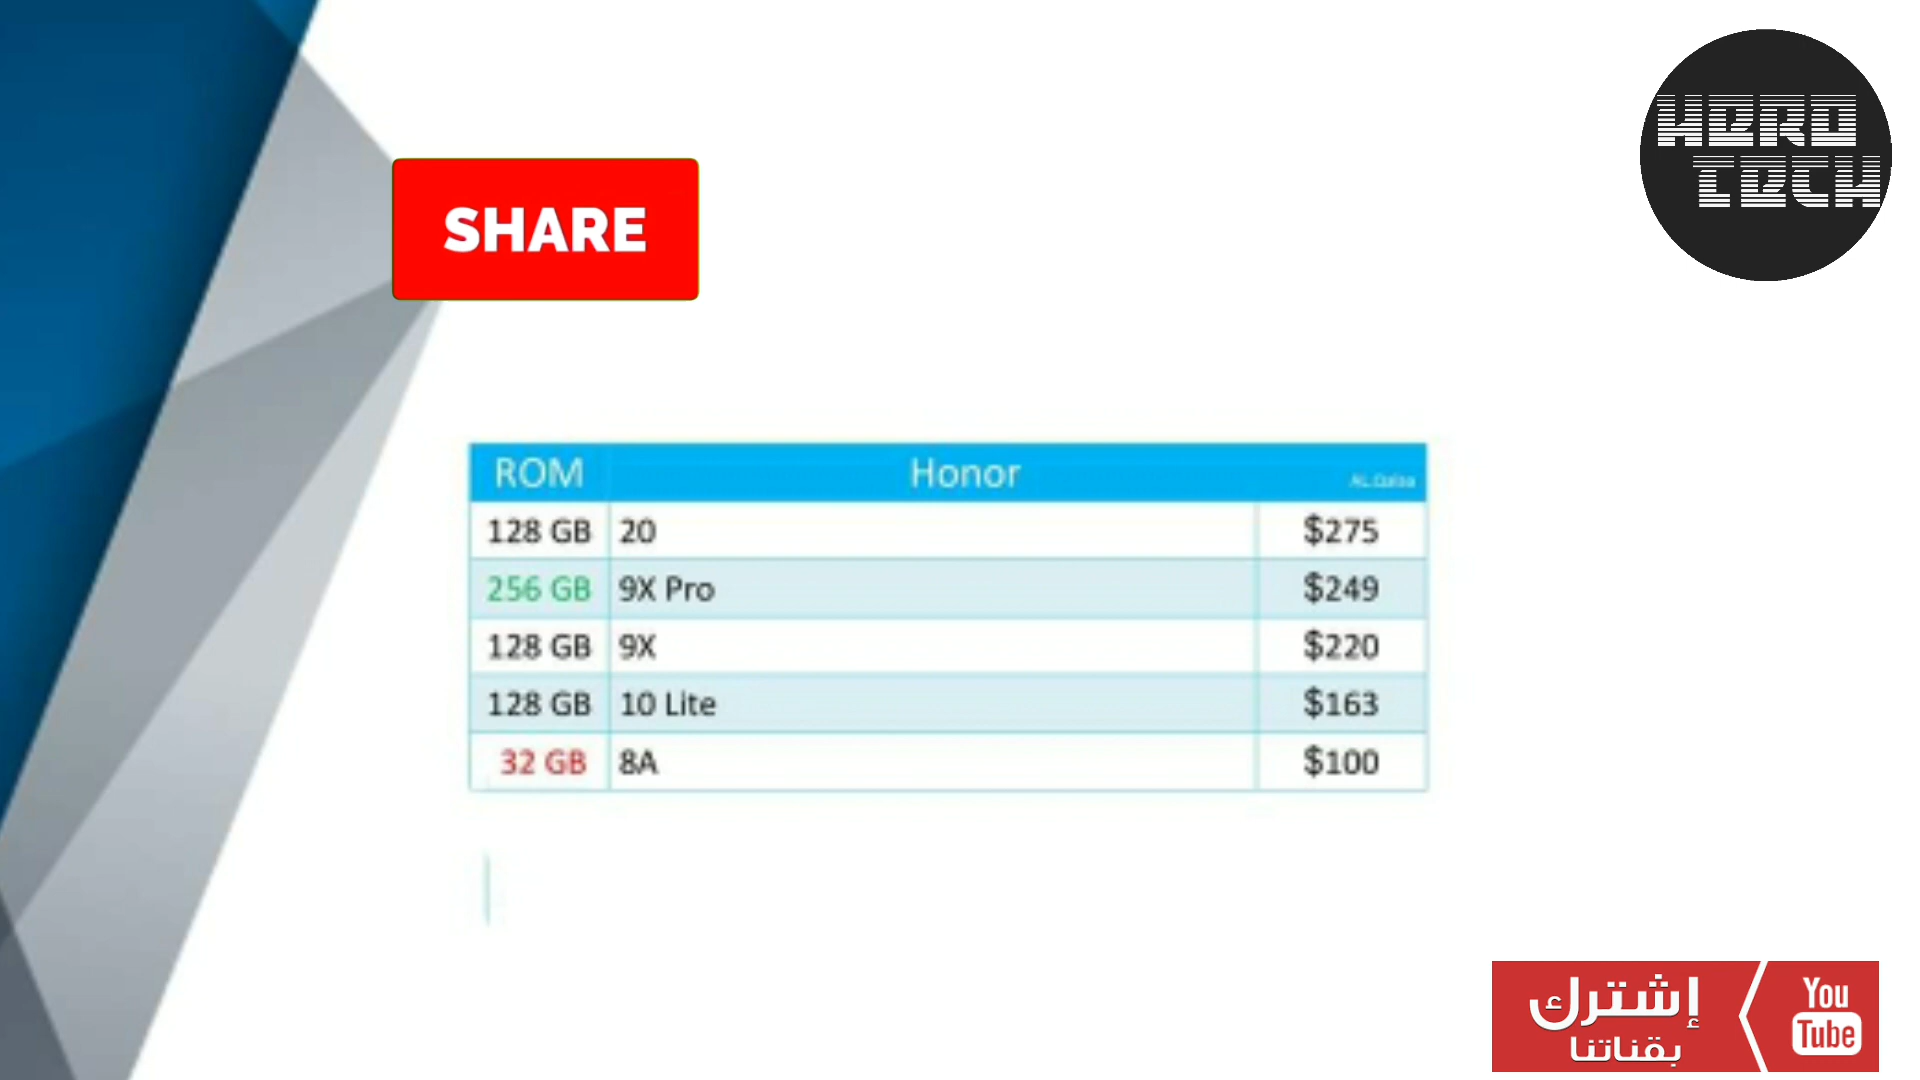 HERO
TECH
SHARE
ROM Honor
128 GB 20 $275
256 GB 9X Pro $249
128 GB 9X $220
128 GB 10 Lite $163
32 GB 8A $100
إشترك
بقناتنا
You
Tube